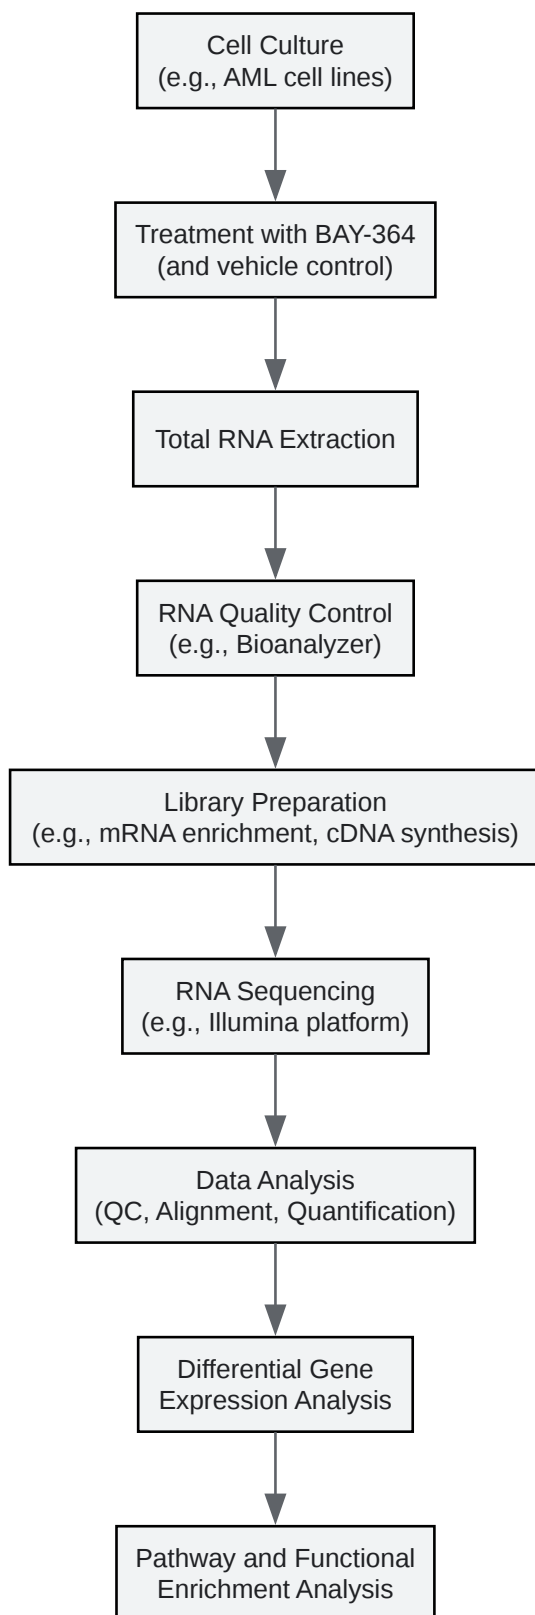 Cell Culture
(e.g., AML cell lines)
Treatment with BAY-364
(and vehicle control)
Total RNA Extraction
RNA Quality Control
(e.g., Bioanalyzer)
Library Preparation
(e.g., mRNA enrichment, cDNA synthesis)
RNA Sequencing
(e.g., Illumina platform)
Data Analysis
(QC, Alignment, Quantification)
Differential Gene
Expression Analysis
Pathway and Functional
Enrichment Analysis